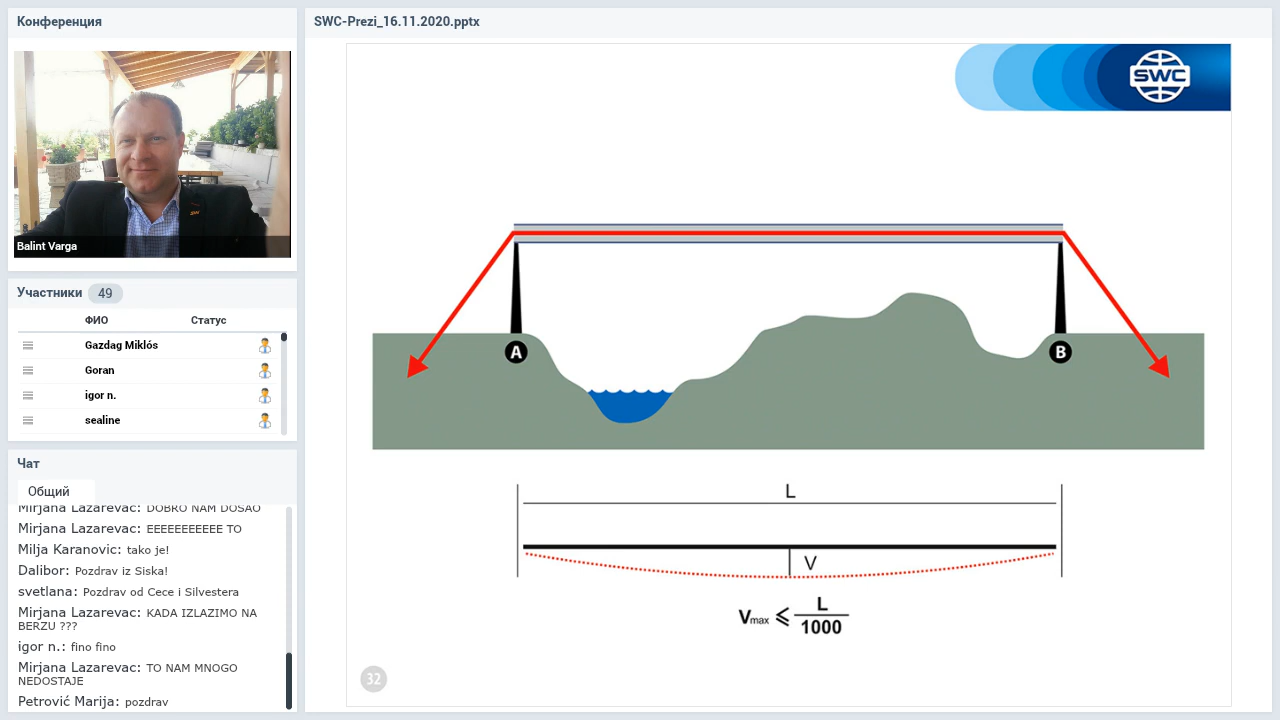 Конференция
Balint Varga
Участники 49
ФИО Статус
Gazdag Miklós
Goran
igor n.
sealine
Чат
Общий
Mirjana Lazarevac: DOBRO NAM DOSAO
Mirjana Lazarevac: EEEEEEEEEEE TO
Milja Karanovic: tako je!
Dalibor: Pozdrav iz Siska!
svetlana: Pozdrav od Cece i Silvestera
Mirjana Lazarevac: KADA IZLAZIMO NA
BERZU ???
igor n.: fino fino
Mirjana Lazarevac: TO NAM MNOGO
NEDOSTAJE
Petrović Marija: pozdrav
SWC-Prezi_16.11.2020.pptx
SWC
A B
L
V
Vmax ⩽ L
1000
32